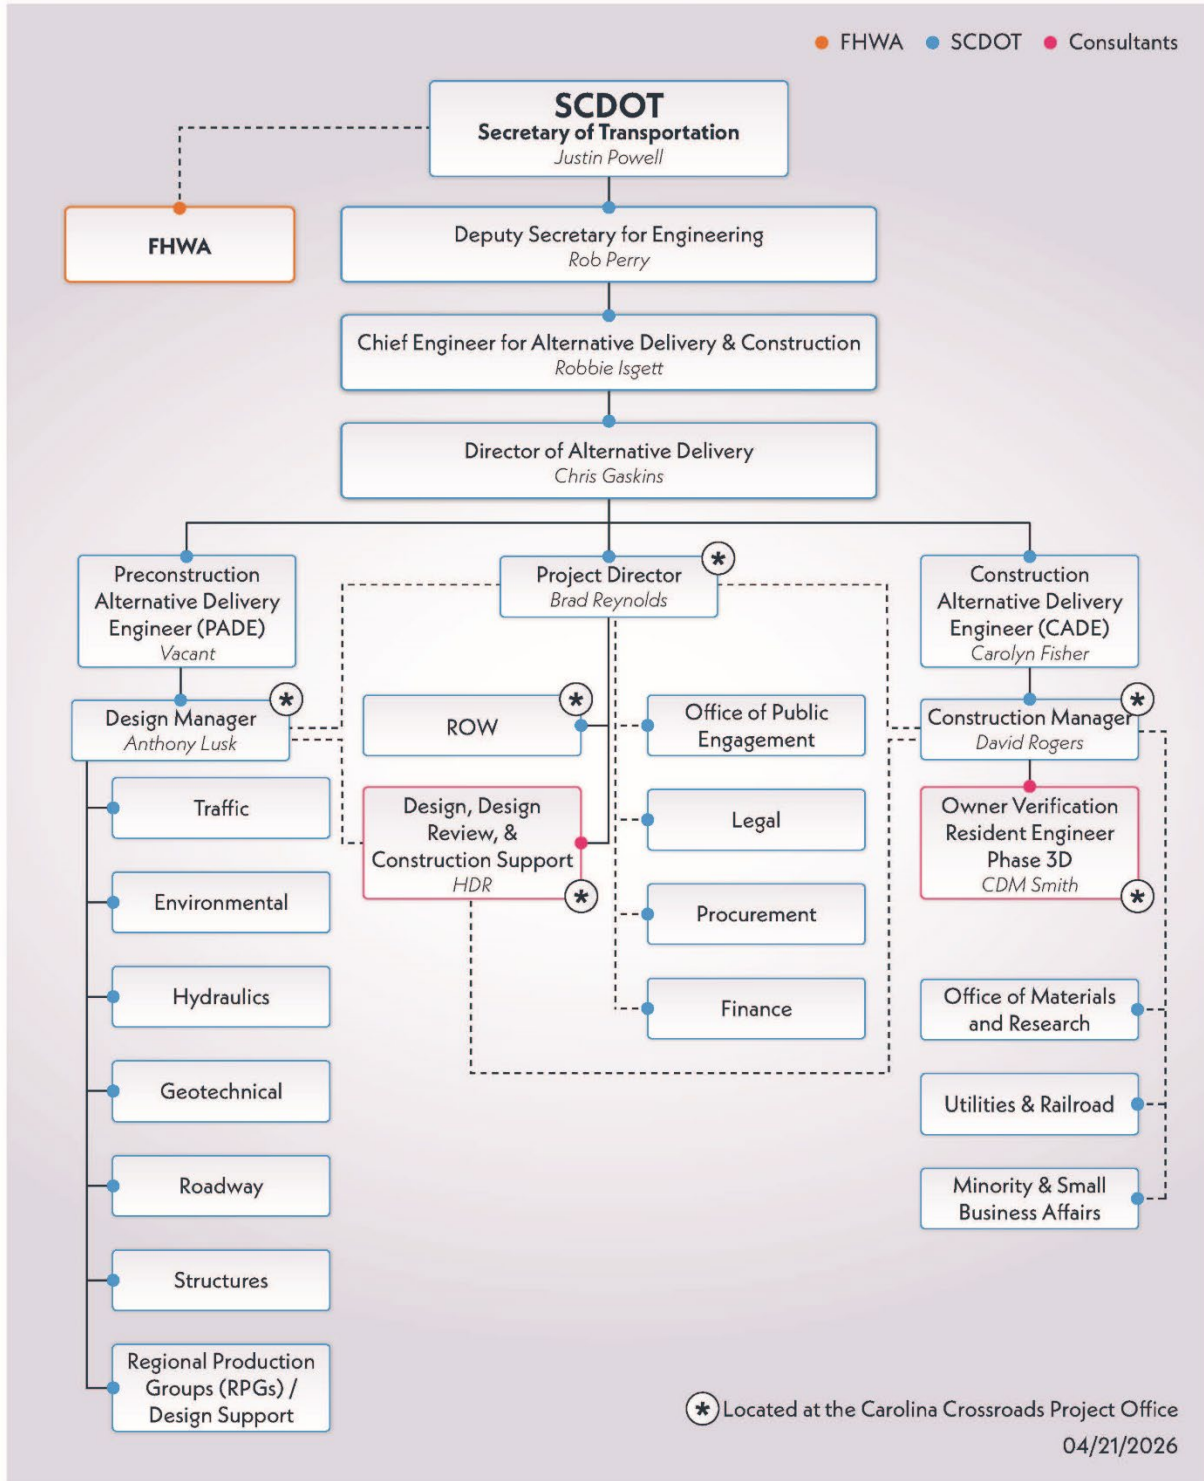 FHWA SCDOT Consultants
SCDOT
Secretary of Transportation
Justin Powell
FHWA
Deputy Secretary for Engineering
Rob Perry
Chief Engineer for Alternative Delivery & Construction
Robbie Isgett
Director of Alternative Delivery
Chris Gaskins
Preconstruction
Alternative Delivery
Engineer (PADE)
Vacant
Project Director
Brad Reynolds
*
Construction
Alternative Delivery
Engineer (CADE)
Carolyn Fisher
Design Manager
Anthony Lusk
*
ROW
*
Office of Public
Engagement
Construction Manager
David Rogers
*
Traffic
Design, Design
Review, &
Construction Support
HDR
*
Legal
Owner Verification
Resident Engineer
Phase 3D
CDM Smith
*
Environmental
Procurement
Hydraulics
Finance
Office of Materials
and Research
Geotechnical
Utilities & Railroad
Roadway
Minority & Small
Business Affairs
Structures
Regional Production
Groups (RPGs) /
Design Support
* Located at the Carolina Crossroads Project Office
04/21/2026